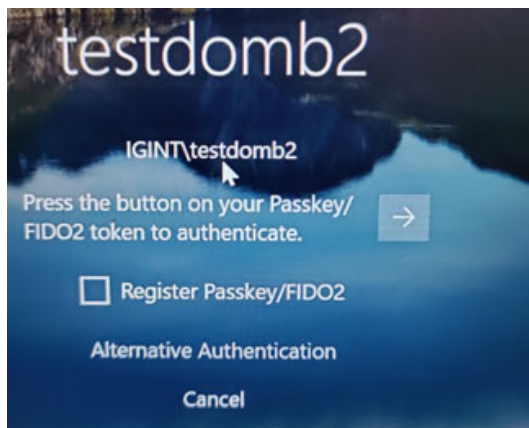 testdomb2
IGINT\testdomb2
Press the button on your Passkey/
FIDO2 token to authenticate.
Register Passkey/FIDO2
Alternative Authentication
Cancel